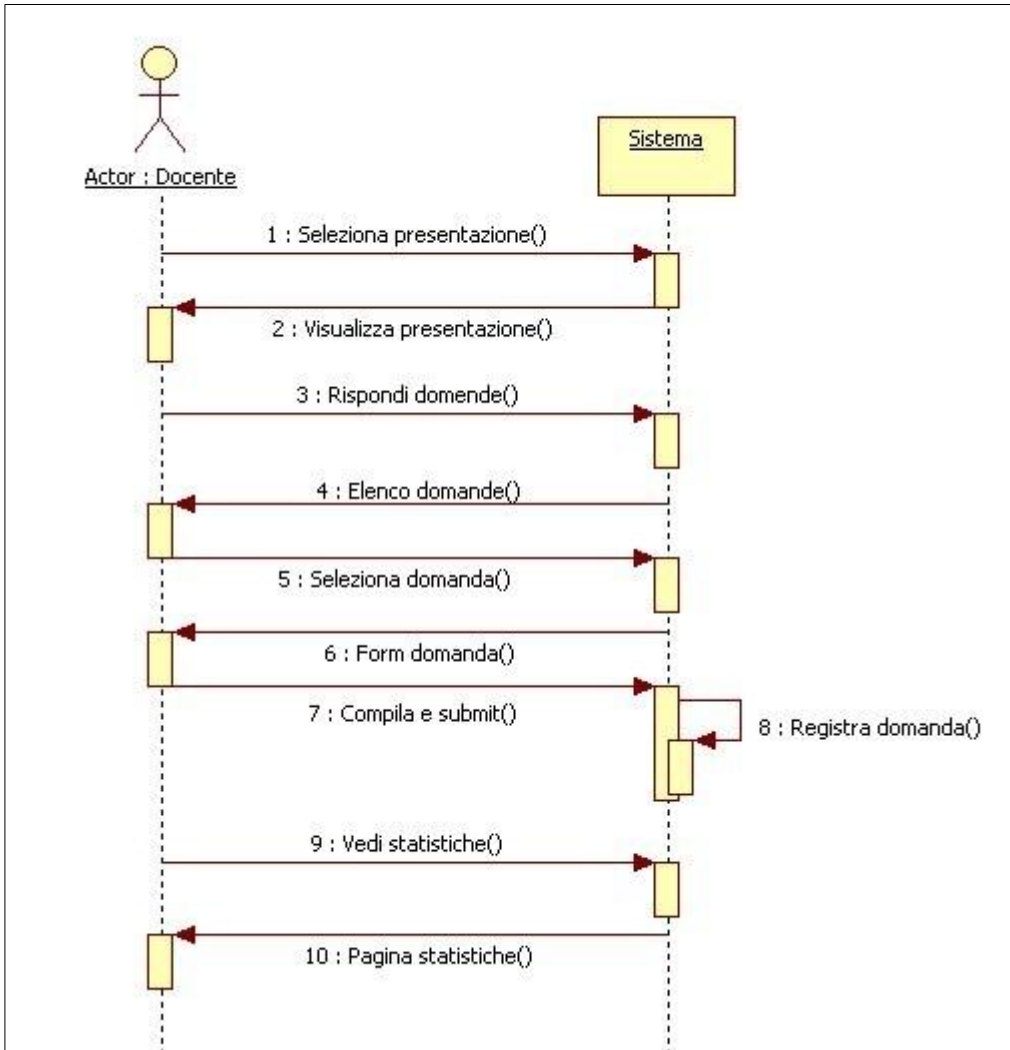 Actor : Docente
Sistema
1 : Seleziona presentazione()
2 : Visualizza presentazione()
3 : Rispondi domende()
4 : Elenco domande()
5 : Seleziona domanda()
6 : Form domanda()
7 : Compila e submit()
8 : Registra domanda()
9 : Vedi statistiche()
10 : Pagina statistiche()